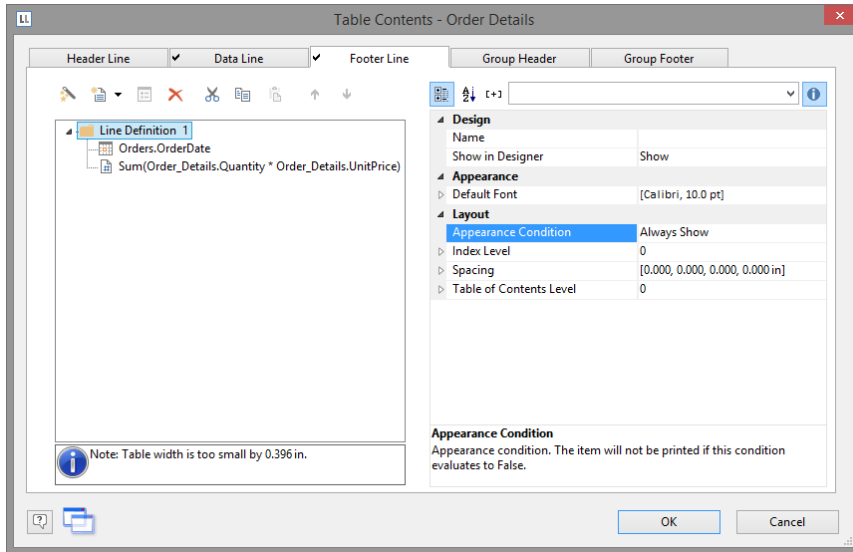 LL
Table Contents - Order Details
Header Line
Data Line
Footer Line
Group Header
Group Footer
Line Definition 1
Orders.OrderDate
Sum(Order_Details.Quantity * Order_Details.UnitPrice)
Note: Table width is too small by 0.396 in.
Design
Name
Show in Designer Show
Appearance
Default Font [Calibri, 10.0 pt]
Layout
Appearance Condition Always Show
Index Level 0
Spacing [0.000, 0.000, 0.000, 0.000 in]
Table of Contents Level 0
Appearance Condition
Appearance condition. The item will not be printed if this condition
evaluates to False.
OK
Cancel